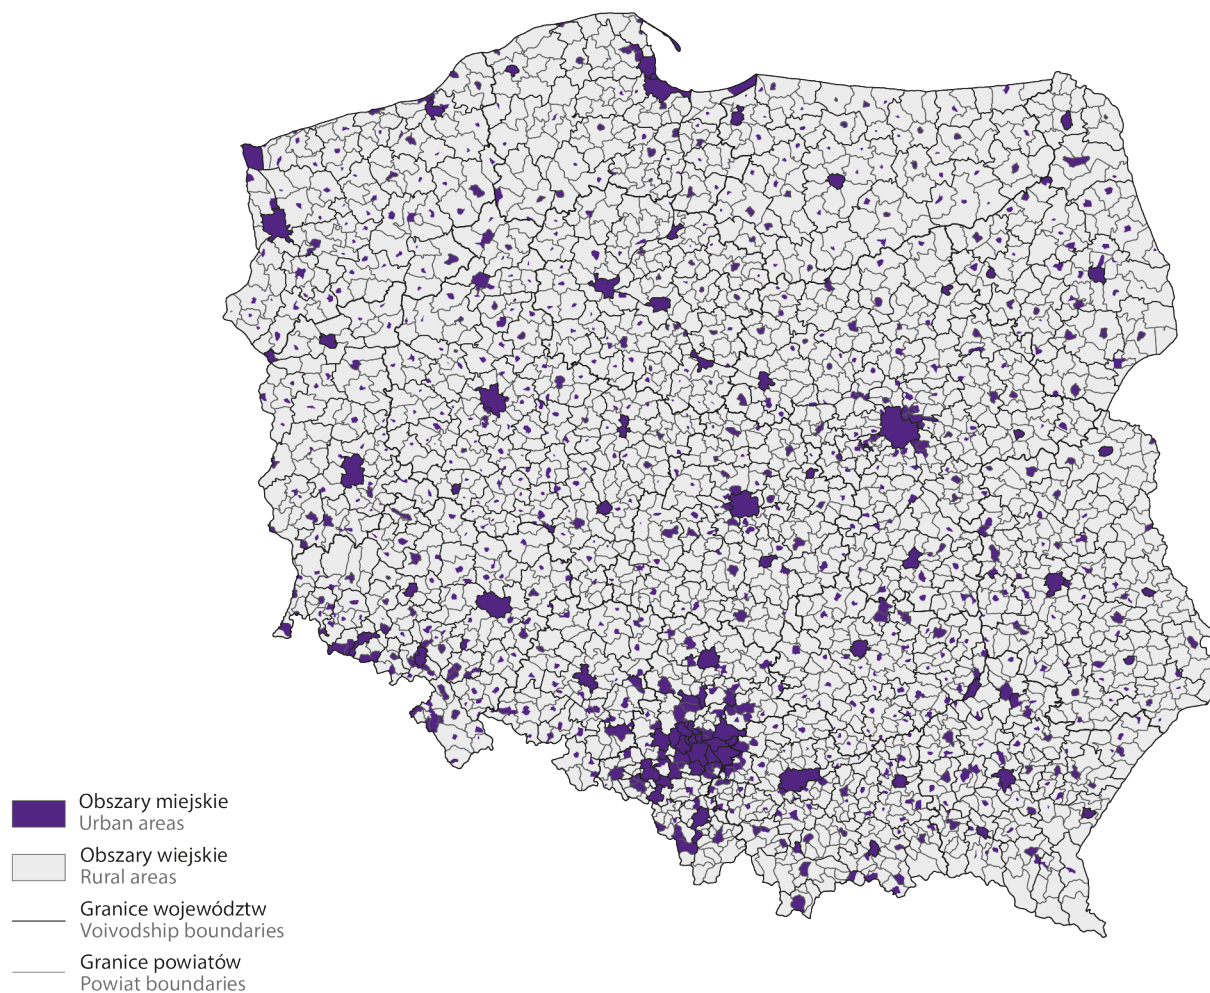 Obszary miejskie
Urban areas
Obszary wiejskie
Rural areas
Granice województw
Voivodship boundaries
Granice powiatów
Powiat boundaries